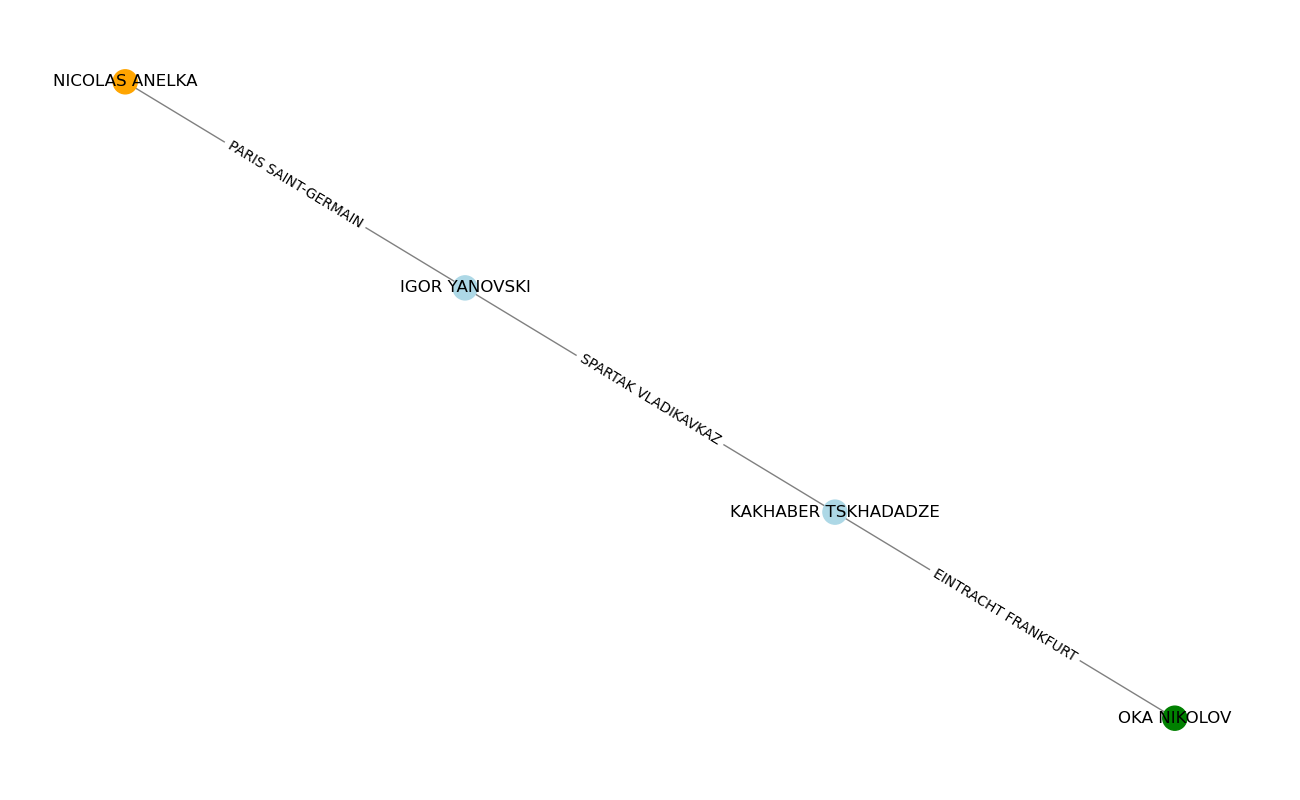 NICOLAS ANELKA
PARIS SAINT-GERMAIN
IGOR YANOVSKI
SPARTAK VLADIKAVKAZ
KAKHABER TSKHADADZE
EINTRACHT FRANKFURT
OKA NIKOLOV